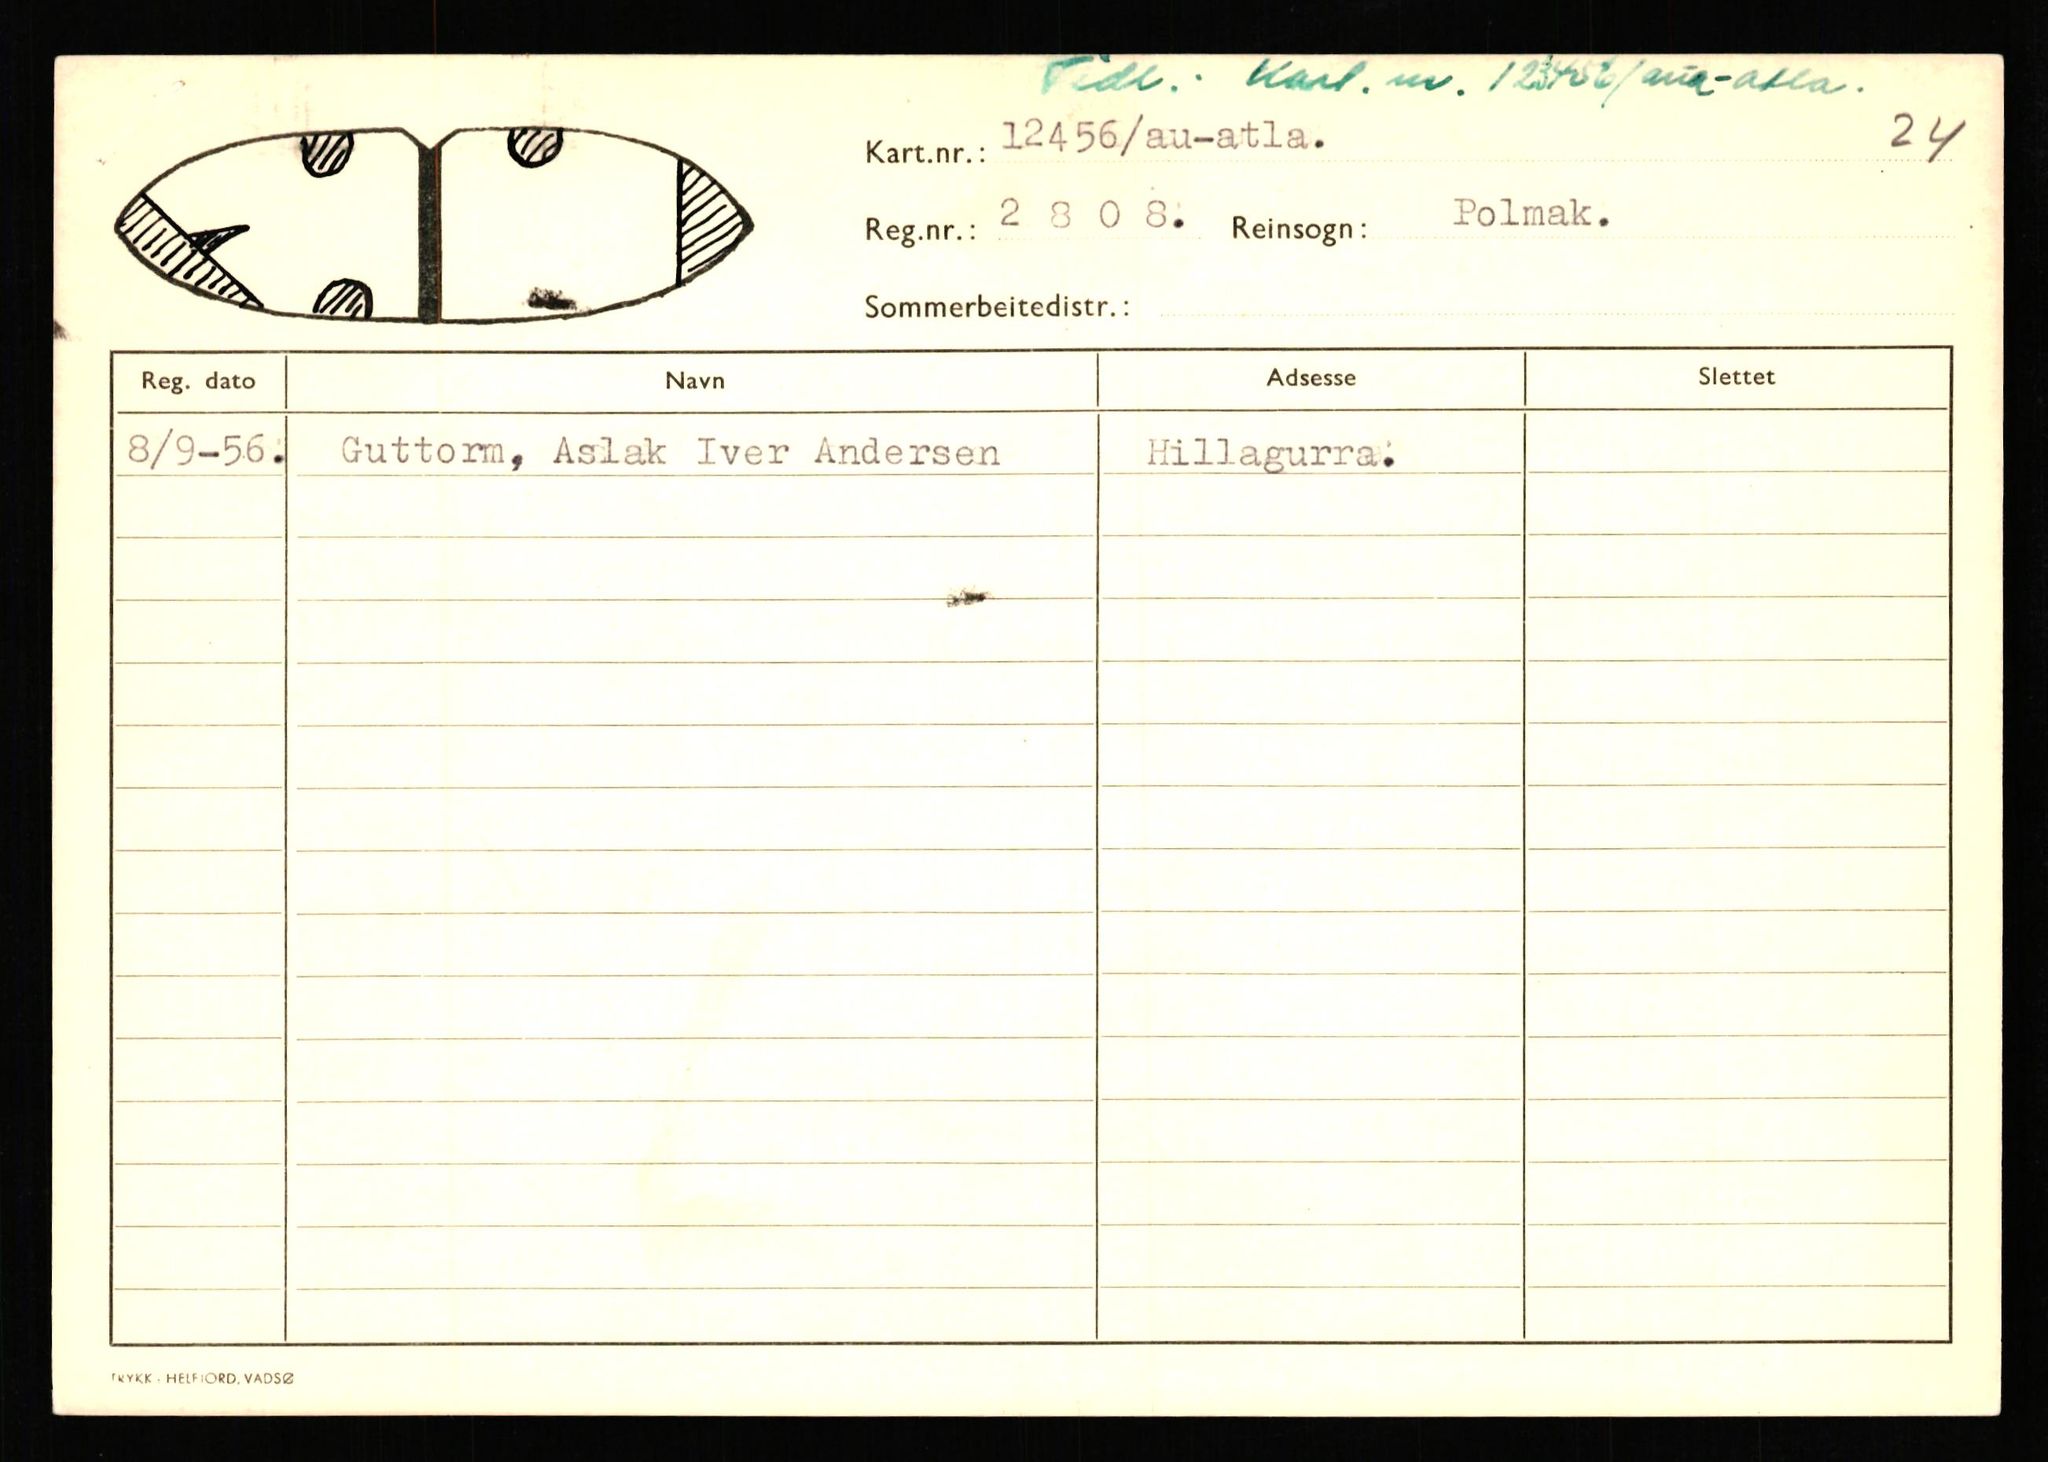 Tidl.: Kart. nr. 123456/aua-atla.
Kart.nr.: 12456/au-atla. 24
Reg.nr.: 2 8 0 8. Reinsogn: Polmak.
Sommerbeitedistr.:
Reg. dato Navn Adsesse Slettet
8/9-56. Guttorm, Aslak Iver Andersen Hillagurra.
TRYKK: HELFJORD, VADSØ